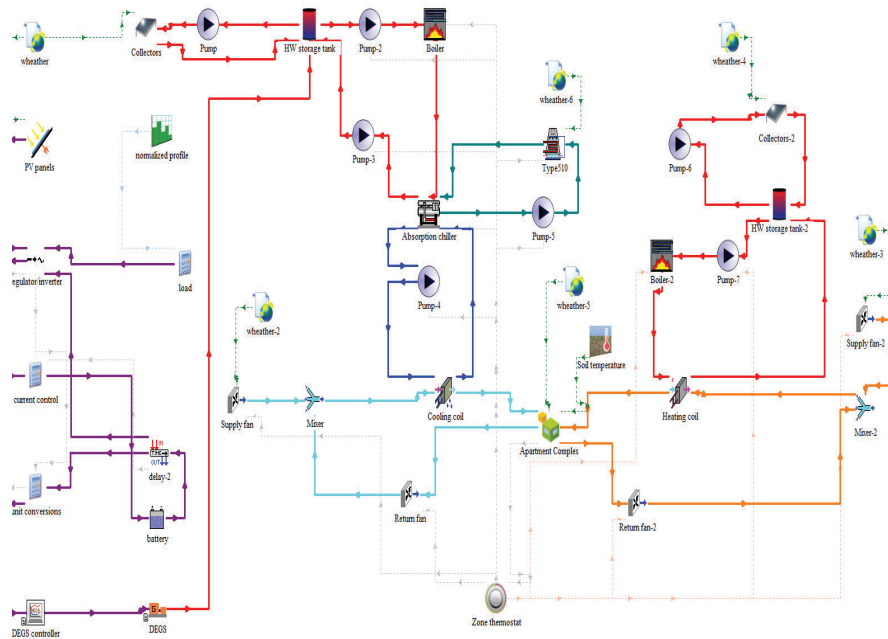 wheather
Collectors
Pump
HW storage tank
Pump-2
Boiler
wheather-4
wheather-6
Collectors-2
PV panels
normalized profile
Pump-3
Type510
Pump-6
HW storage tank-2
Absorption chiller
Pump-5
wheather-3
egulator/inverter
load
wheather-2
Pump-4
wheather-5
Boiler-2
Pump-7
Supply fan-2
Soil temperature
current control
Supply fan
Mixer
Cooling coil
Apartment Complex
Heating coil
Mixer-2
IN
TIME
OUT
delay-2
nit conversions
battery
Return fan
Return fan-2
DEGS controller
DEGS
Zone thermostat